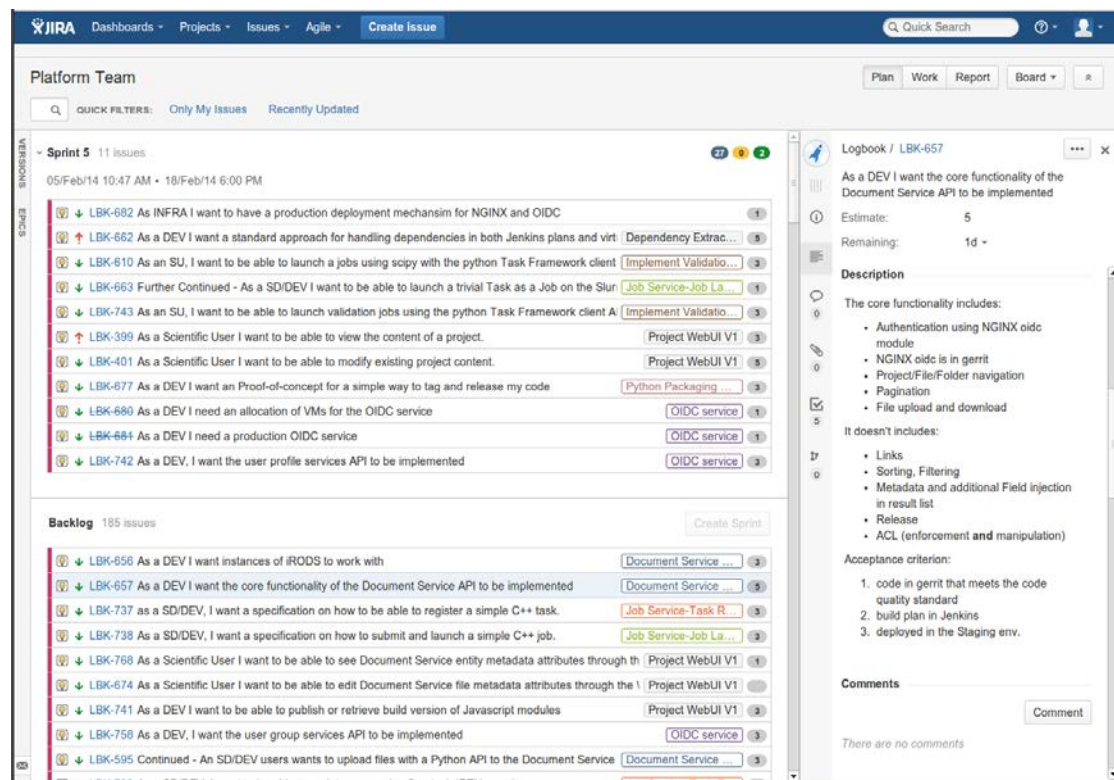 JIRA Dashboards Projects Issues Agile Create issue Quick Search
Platform Team
Plan Work Report Board
QUICK FILTERS: Only My Issues Recently Updated
VERSIONS
EPICS
Sprint 5 11 issues 27 0 2
05/Feb/14 10:47 AM • 18/Feb/14 6:00 PM
LBK-682 As INFRA I want to have a production deployment mechansim for NGINX and OIDC 1
LBK-662 As a DEV I want a standard approach for handling dependencies in both Jenkins plans and virt Dependency Extrac... 5
LBK-610 As an SU, I want to be able to launch a jobs using scipy with the python Task Framework client Implement Validatio... 3
LBK-663 Further Continued - As a SD/DEV I want to be able to launch a trivial Task as a Job on the Slur Job Service-Job La... 1
LBK-743 As an SU, I want to be able to launch validation jobs using the python Task Framework client A Implement Validatio... 3
LBK-399 As a Scientific User I want to be able to view the content of a project. Project WebUI V1 3
LBK-401 As a Scientific User I want to be able to modify existing project content. Project WebUI V1 5
LBK-677 As a DEV I want an Proof-of-concept for a simple way to tag and release my code Python Packaging ... 3
LBK-680 As a DEV I need an allocation of VMs for the OIDC service OIDC service 1
LBK-681 As a DEV I need a production OIDC service OIDC service 1
LBK-742 As a DEV, I want the user profile services API to be implemented OIDC service 3
Backlog 185 issues Create Sprint
LBK-656 As a DEV I want instances of iRODS to work with Document Service ... 3
LBK-657 As a DEV I want the core functionality of the Document Service API to be implemented Document Service ... 5
LBK-737 as a SD/DEV, I want a specification on how to be able to register a simple C++ task. Job Service-Task R... 3
LBK-738 As a SD/DEV, I want a specification on how to submit and launch a simple C++ job. Job Service-Job La... 3
LBK-768 As a Scientific User I want to be able to see Document Service entity metadata attributes through th Project WebUI V1 1
LBK-674 As a Scientific User I want to be able to edit Document Service file metadata attributes through the Project WebUI V1
LBK-741 As a DEV I want to be able to publish or retrieve build version of Javascript modules Project WebUI V1 3
LBK-758 As a DEV, I want the user group services API to be implemented OIDC service 3
LBK-595 Continued - An SD/DEV users wants to upload files with a Python API to the Document Service Document Service ... 3
Logbook / LBK-657
As a DEV I want the core functionality of the
Document Service API to be implemented
Estimate: 5
Remaining: 1d
0
0
5
0
Description
The core functionality includes:
• Authentication using NGINX oidc
module
• NGINX oidc is in gerrit
• Project/File/Folder navigation
• Pagination
• File upload and download
It doesn't includes:
• Links
• Sorting, Filtering
• Metadata and additional Field injection
in result list
• Release
• ACL (enforcement and manipulation)
Acceptance criterion:
1. code in gerrit that meets the code
quatity standard
2. build plan in Jenkins
3. deployed in the Staging env.
Comments
Comment
There are no comments